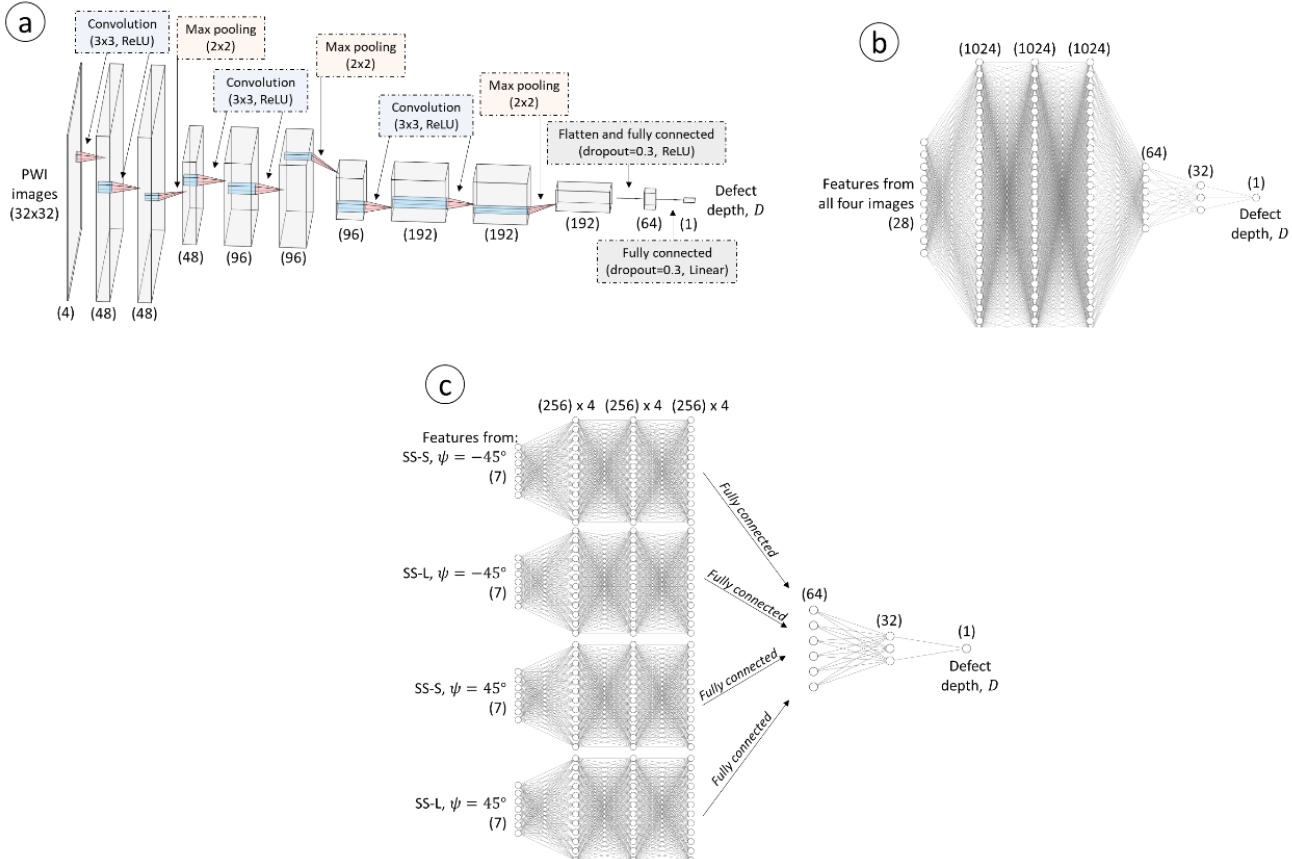 a
Convolution
(3x3, ReLU)
Max pooling
(2x2)
Max pooling
(2x2)
Convolution
(3x3, ReLU)
Convolution
(3x3, ReLU)
Max pooling
(2x2)
Flatten and fully connected
(dropout=0.3, ReLU)
PWI
images
(32x32)
Defect
depth, D
(4)
(48)
(48)
(48)
(96)
(96)
(96)
(192)
(192)
(192)
(64)
(1)
Fully connected
(dropout=0.3, Linear)
b
(1024) (1024) (1024)
(64)
(32)
(1)
Features from
all four images
(28)
Defect
depth, D
c
(256) x 4 (256) x 4 (256) x 4
Features from:
SS-S, ψ = −45°
(7)
SS-L, ψ = −45°
(7)
SS-S, ψ = 45°
(7)
SS-L, ψ = 45°
(7)
Fully connected
Fully connected
Fully connected
Fully connected
(64)
(32)
(1)
Defect
depth, D